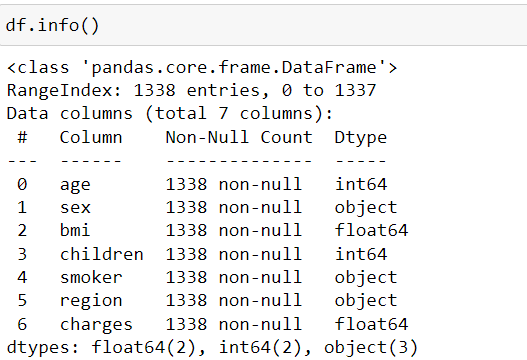 df.info()
<class 'pandas.core.frame.DataFrame'>
RangeIndex: 1338 entries, 0 to 1337
Data columns (total 7 columns):
 #   Column    Non-Null Count  Dtype
---  ------    --------------  -----
 0   age       1338 non-null   int64
 1   sex       1338 non-null   object
 2   bmi       1338 non-null   float64
 3   children  1338 non-null   int64
 4   smoker    1338 non-null   object
 5   region    1338 non-null   object
 6   charges   1338 non-null   float64
dtypes: float64(2), int64(2), object(3)